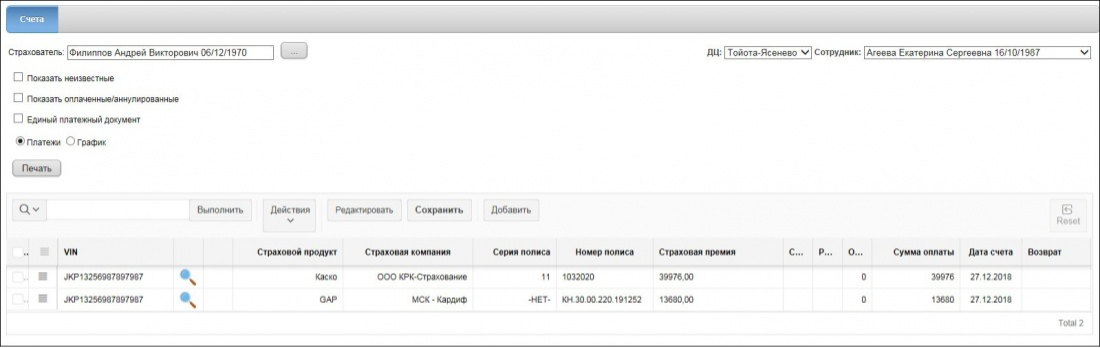 Счета
Страхователь: Филиппов Андрей Викторович 06/12/1970 ... ДЦ: Тойота-Ясенево Сотрудник: Агеева Екатерина Сергеевна 16/10/1987
Показать неизвестные
Показать оплаченные/аннулированные
Единый платежный документ
Платежи График
Печать
Выполнить Действия Редактировать Сохранить Добавить Reset
... VIN Страховой продукт Страховая компания Серия полиса Номер полиса Страховая премия С... Р... О... Сумма оплаты Дата счета Возврат
JKP13256987897987 Каско ООО КРК-Страхование 11 1032020 39976,00 0 39976 27.12.2018
JKP13256987897987 GAP МСК - Кардиф -НЕТ- КН.30.00.220.191252 13680,00 0 13680 27.12.2018
Total 2